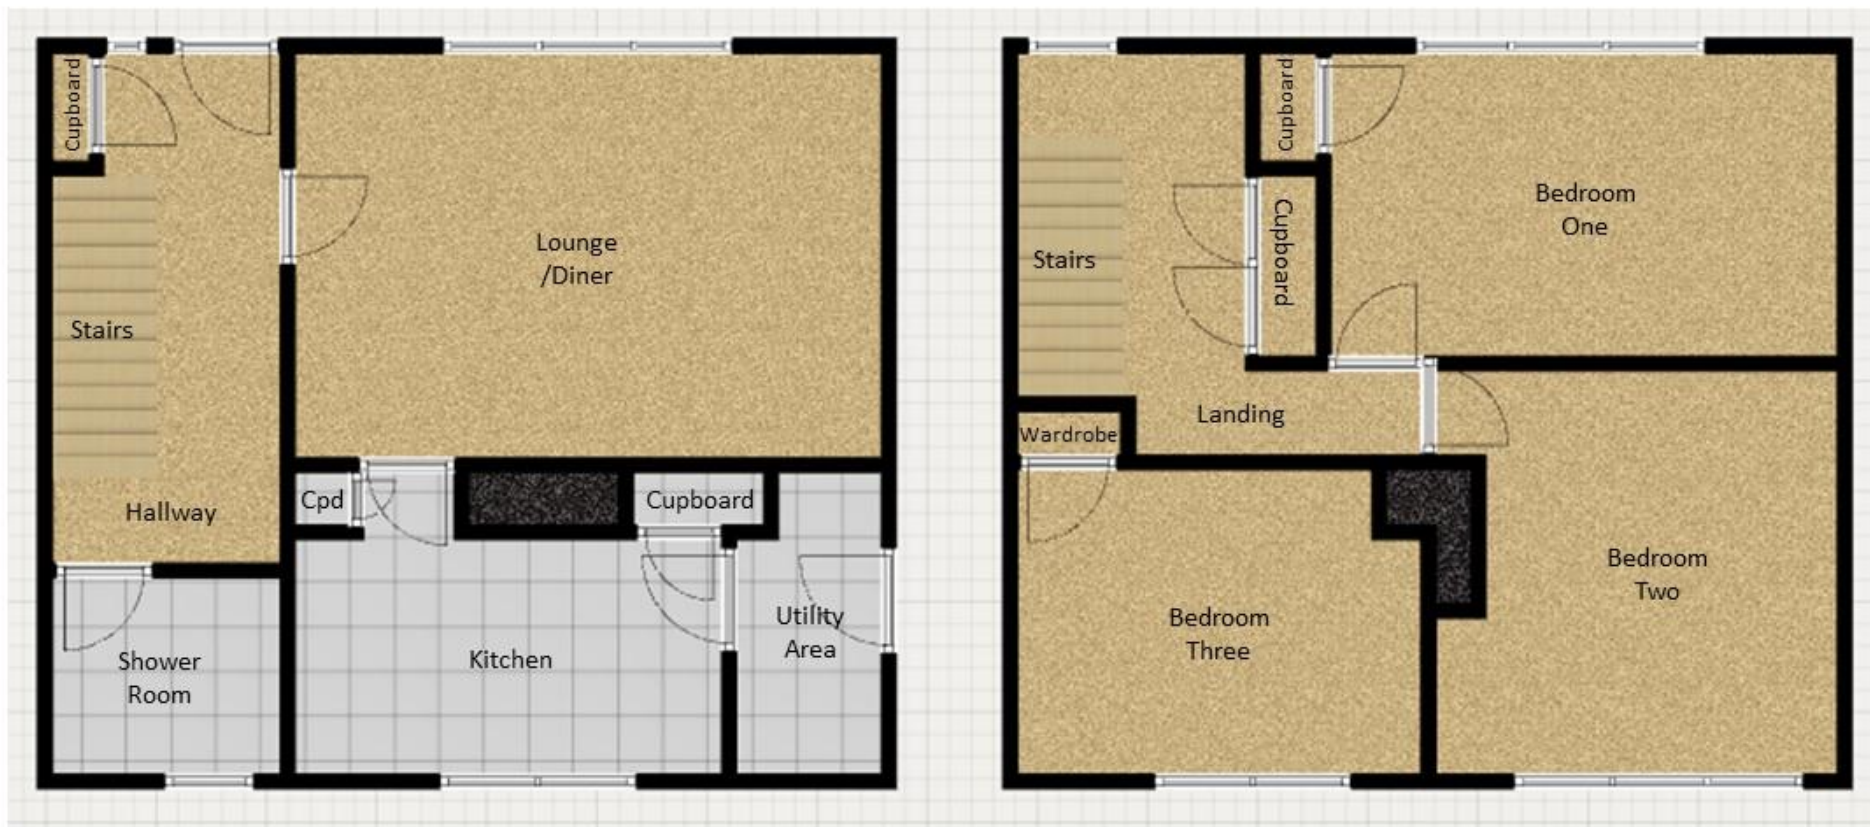 Cupboard
Lounge
/Diner
Stairs
Hallway
Cpd
Cupboard
Shower
Room
Kitchen
Utility
Area
Cupboard
Bedroom
One
Cupboard
Stairs
Landing
Wardrobe
Bedroom
Two
Bedroom
Three